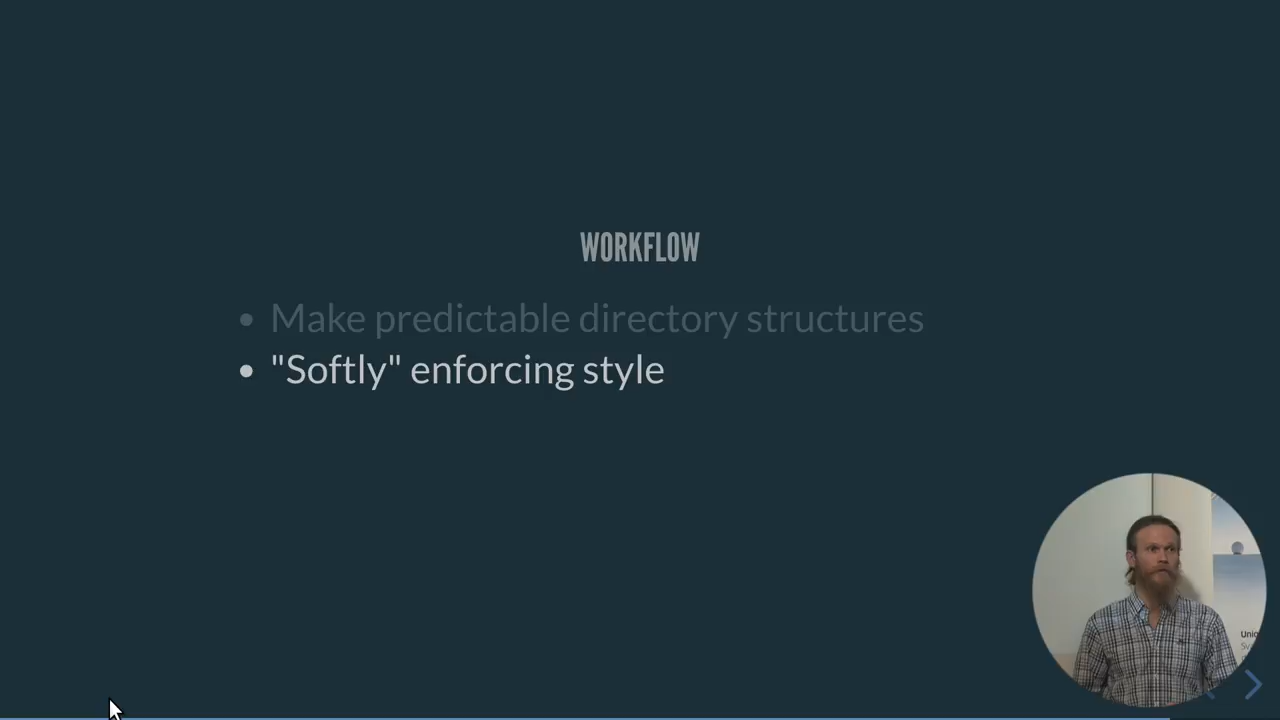 WORKFLOW
Make predictable directory structures
"Softly" enforcing style